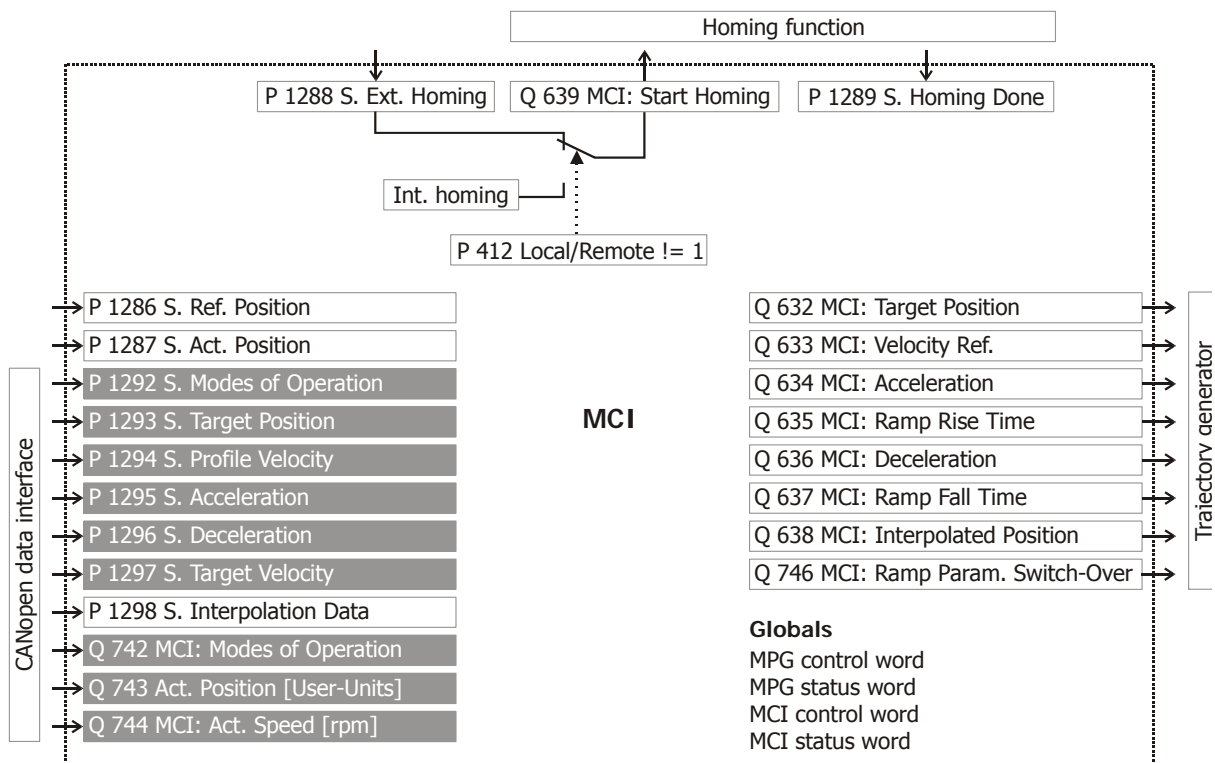 Homing function
P 1288 S. Ext. Homing
Q 639 MCI: Start Homing
P 1289 S. Homing Done
Int. homing
P 412 Local/Remote != 1
CANopen data interface
P 1286 S. Ref. Position
P 1287 S. Act. Position
P 1292 S. Modes of Operation
P 1293 S. Target Position
P 1294 S. Profile Velocity
P 1295 S. Acceleration
P 1296 S. Deceleration
P 1297 S. Target Velocity
P 1298 S. Interpolation Data
Q 742 MCI: Modes of Operation
Q 743 Act. Position [User-Units]
Q 744 MCI: Act. Speed [rpm]
MCI
Q 632 MCI: Target Position
Q 633 MCI: Velocity Ref.
Q 634 MCI: Acceleration
Q 635 MCI: Ramp Rise Time
Q 636 MCI: Deceleration
Q 637 MCI: Ramp Fall Time
Q 638 MCI: Interpolated Position
Q 746 MCI: Ramp Param. Switch-Over
Trajectory generator
Globals
MPG control word
MPG status word
MCI control word
MCI status word